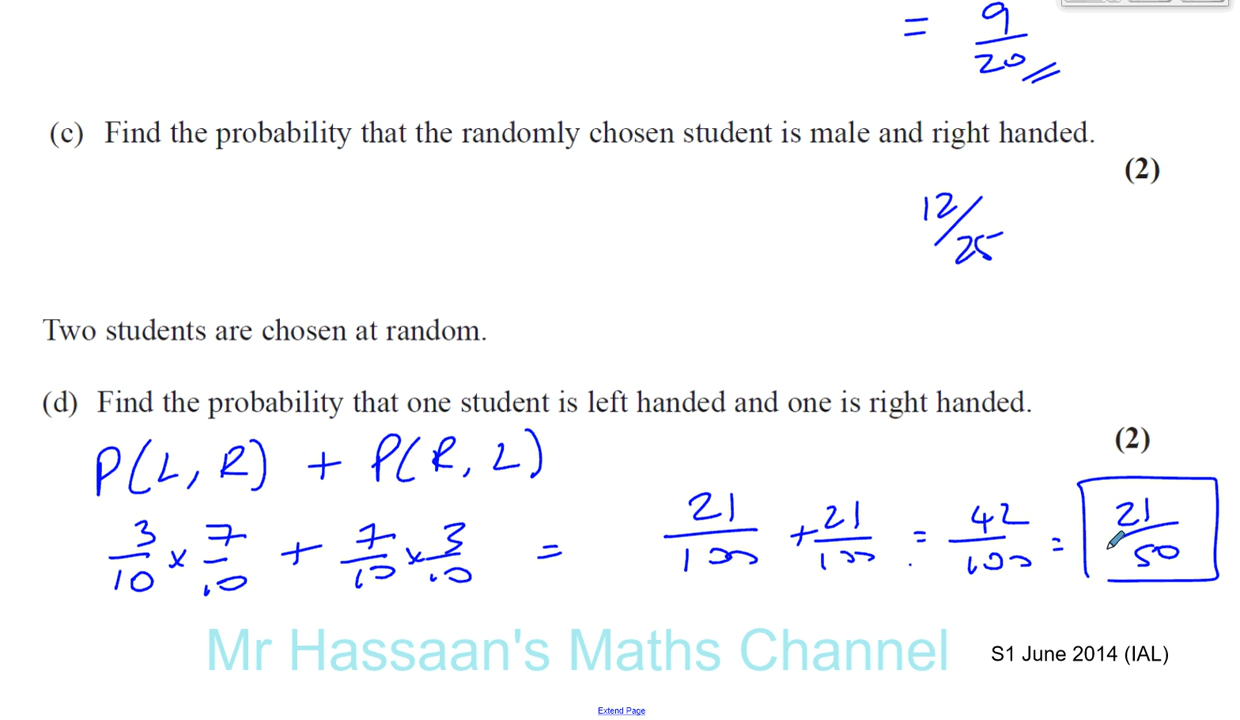 = 9/20
(c) Find the probability that the randomly chosen student is male and right handed.
(2)
12/25
Two students are chosen at random.
(d) Find the probability that one student is left handed and one is right handed.
(2)
P(L, R) + P(R, L)
3/10 × 7/10 + 7/10 × 3/10 = 21/100 + 21/100 = 42/100 = 21/50
Mr Hassaan's Maths Channel
S1 June 2014 (IAL)
Extend Page